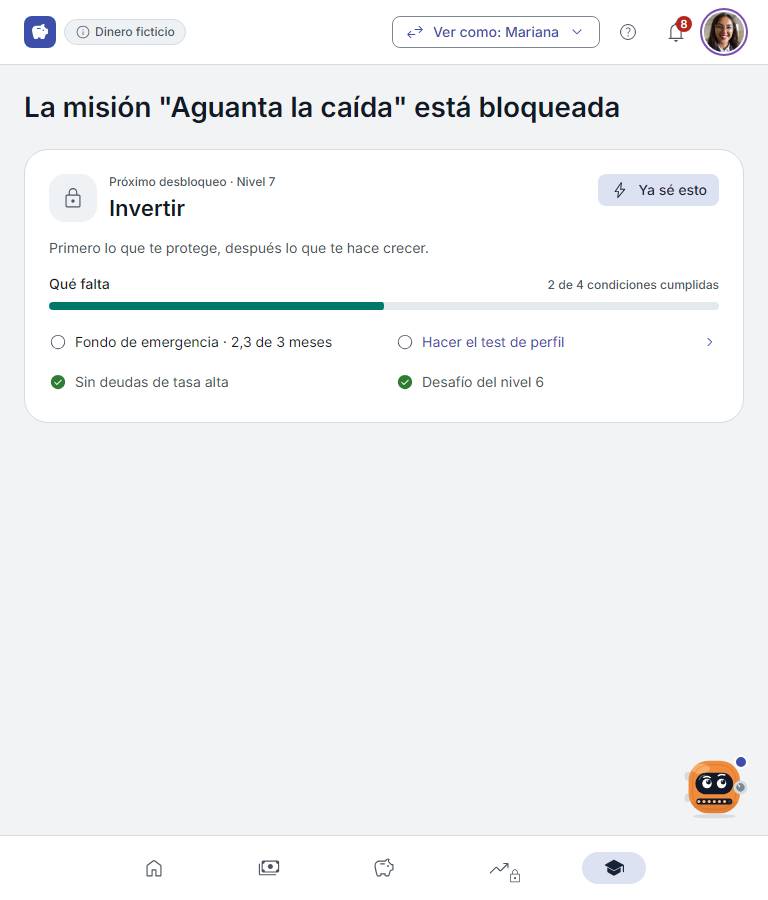 Dinero ficticio
Ver como: Mariana
8
La misión "Aguanta la caída" está bloqueada
Próximo desbloqueo · Nivel 7
Invertir
Ya sé esto
Primero lo que te protege, después lo que te hace crecer.
Qué falta
2 de 4 condiciones cumplidas
Fondo de emergencia · 2,3 de 3 meses
Hacer el test de perfil
Sin deudas de tasa alta
Desafío del nivel 6